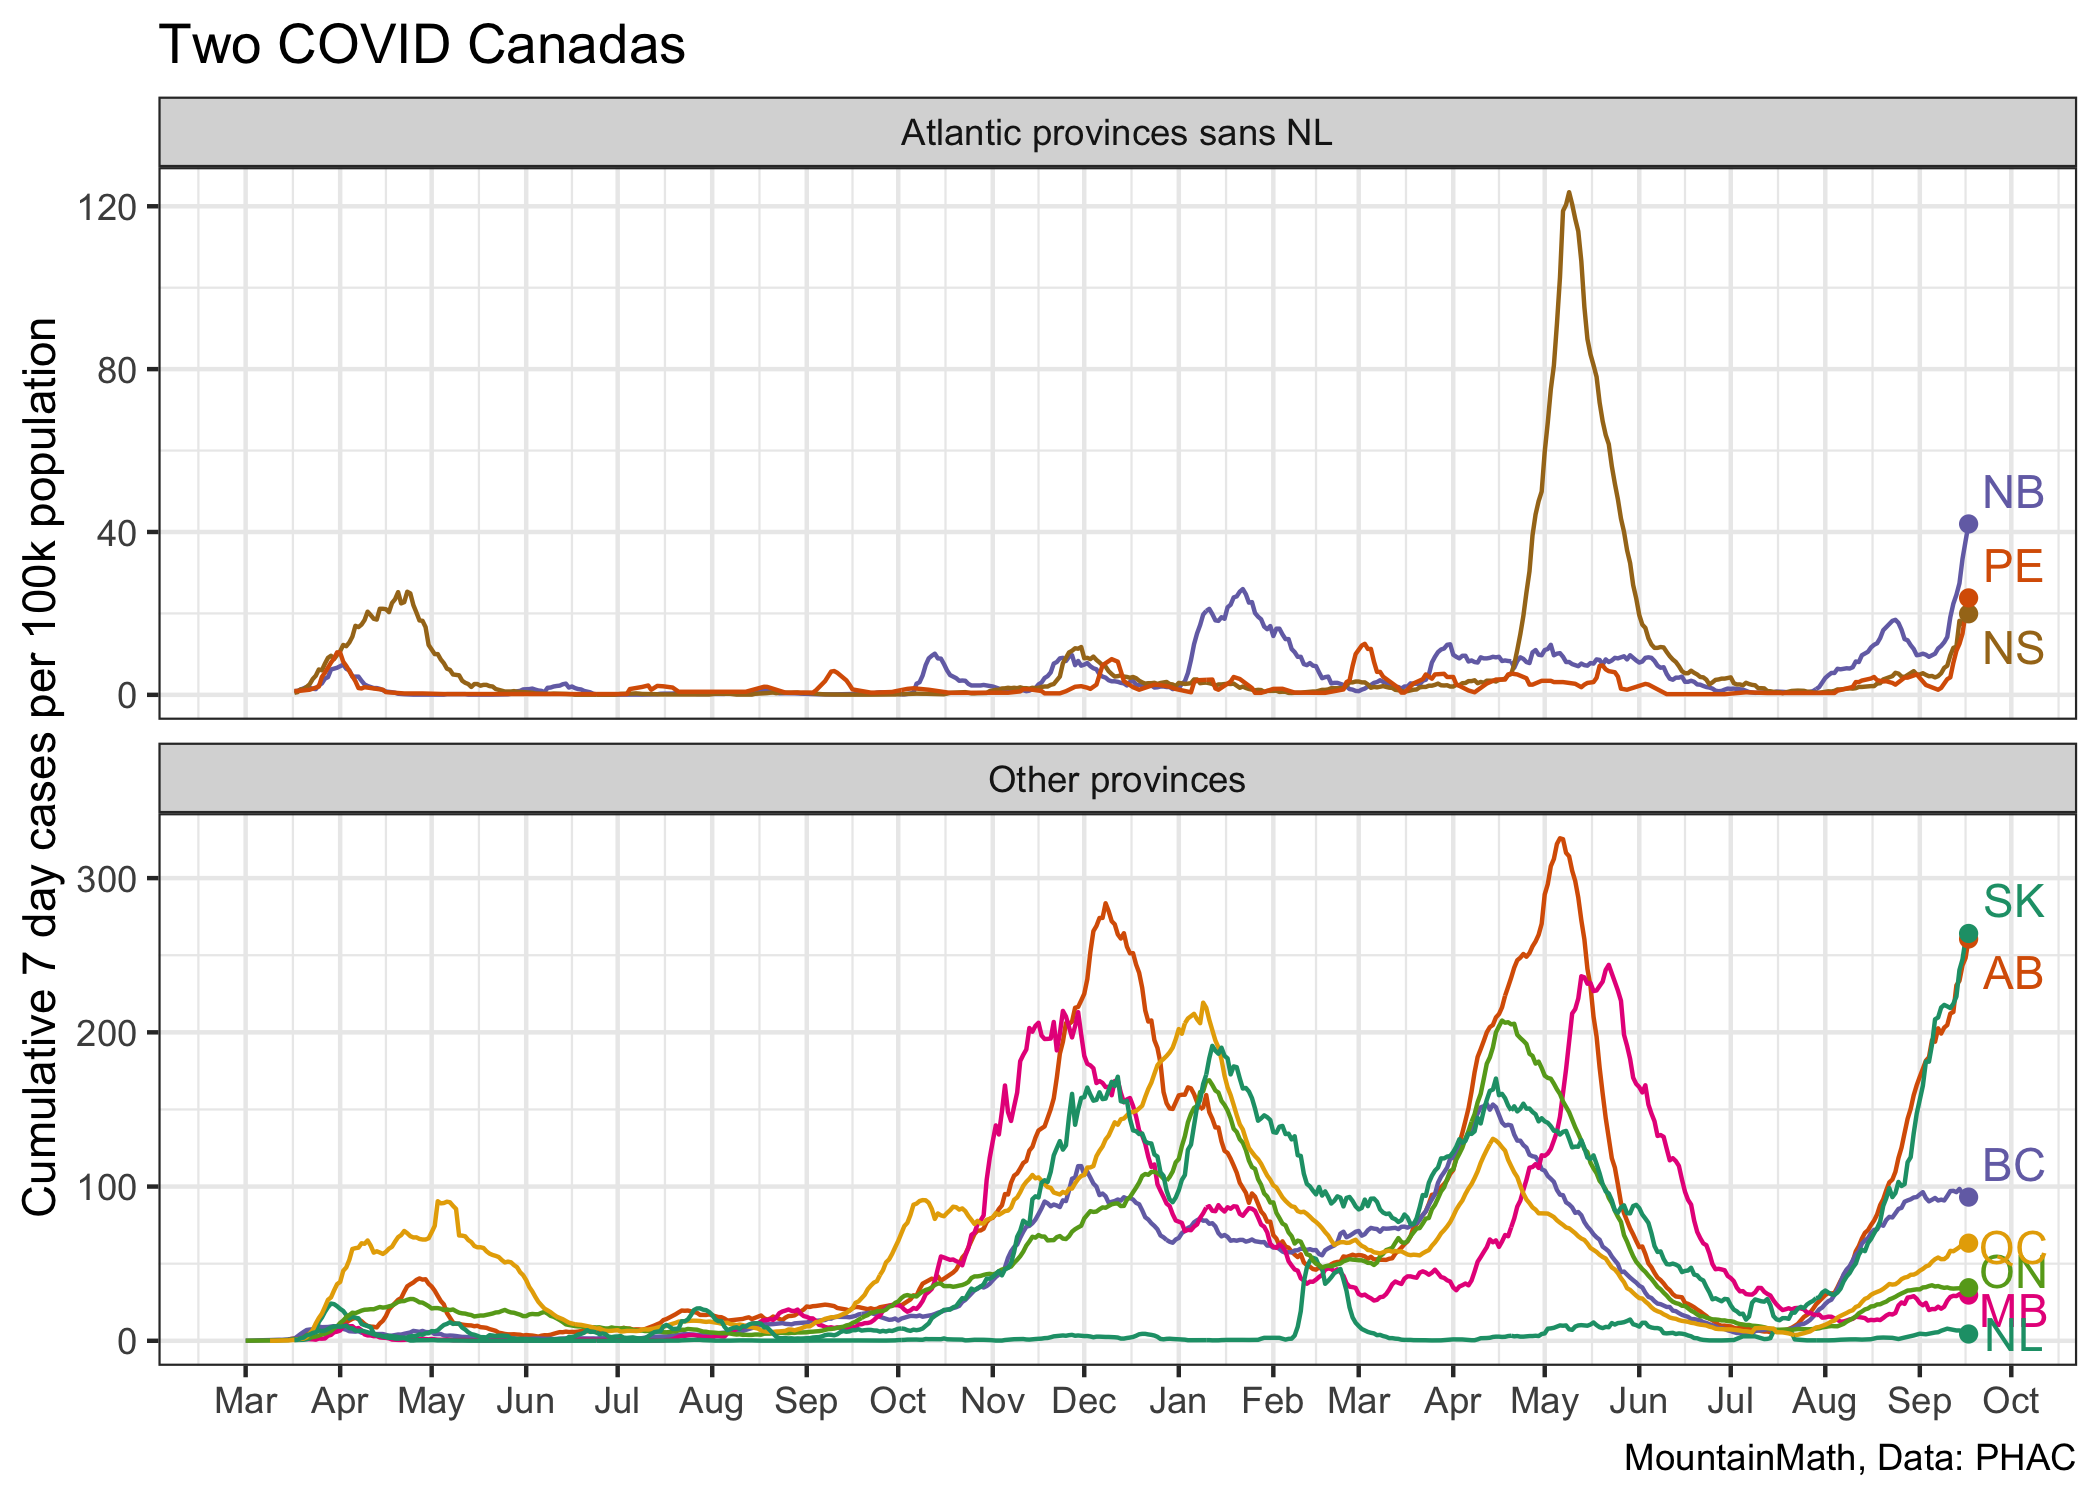 Two COVID Canadas
Atlantic provinces sans NL
Cumulative 7 day cases per 100k population
120
80
40
0
NB
PE
NS
Other provinces
300
200
100
0
SK
AB
BC
QC
ON
MB
NL
Mar Apr May Jun Jul Aug Sep Oct Nov Dec Jan Feb Mar Apr May Jun Jul Aug Sep Oct
MountainMath, Data: PHAC